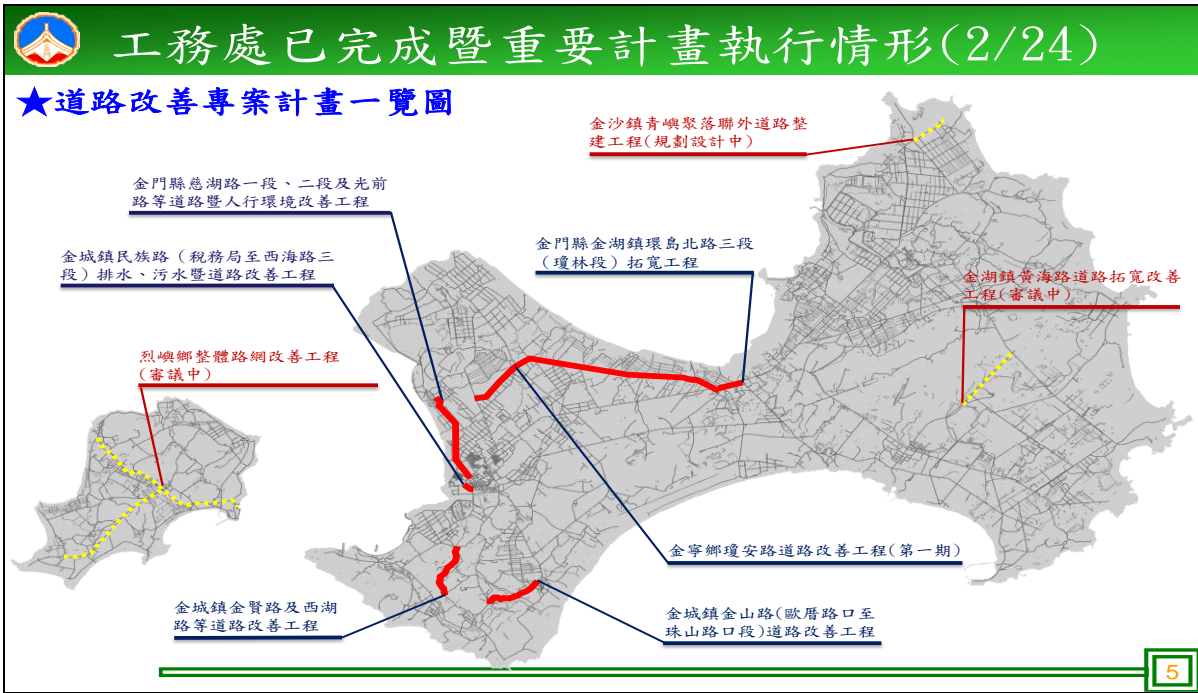 工務處已完成暨重要計畫執行情形(2/24)
★道路改善專案計畫一覽圖
金沙鎮青嶼聚落聯外道路整
建工程(規劃設計中)
金門縣慈湖路一段、二段及光前
路等道路暨人行環境改善工程
金城鎮民族路（稅務局至西海路三
段）排水、污水暨道路改善工程
金門縣金湖鎮環島北路三段
（瓊林段）拓寬工程
金湖鎮黃海路道路拓寬改善
工程(審議中)
烈嶼鄉整體路網改善工程
(審議中)
金寧鄉瓊安路道路改善工程(第一期)
金城鎮金賢路及西湖
路等道路改善工程
金城鎮金山路(歐厝路口至
珠山路口段)道路改善工程
5